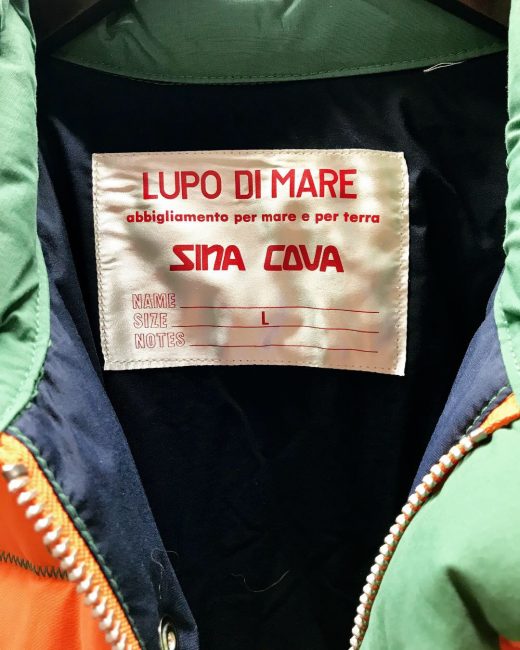 LUPO DI MARE
abbigliamento per mare e per terra
SINA COVA
NAME
SIZE L
NOTES